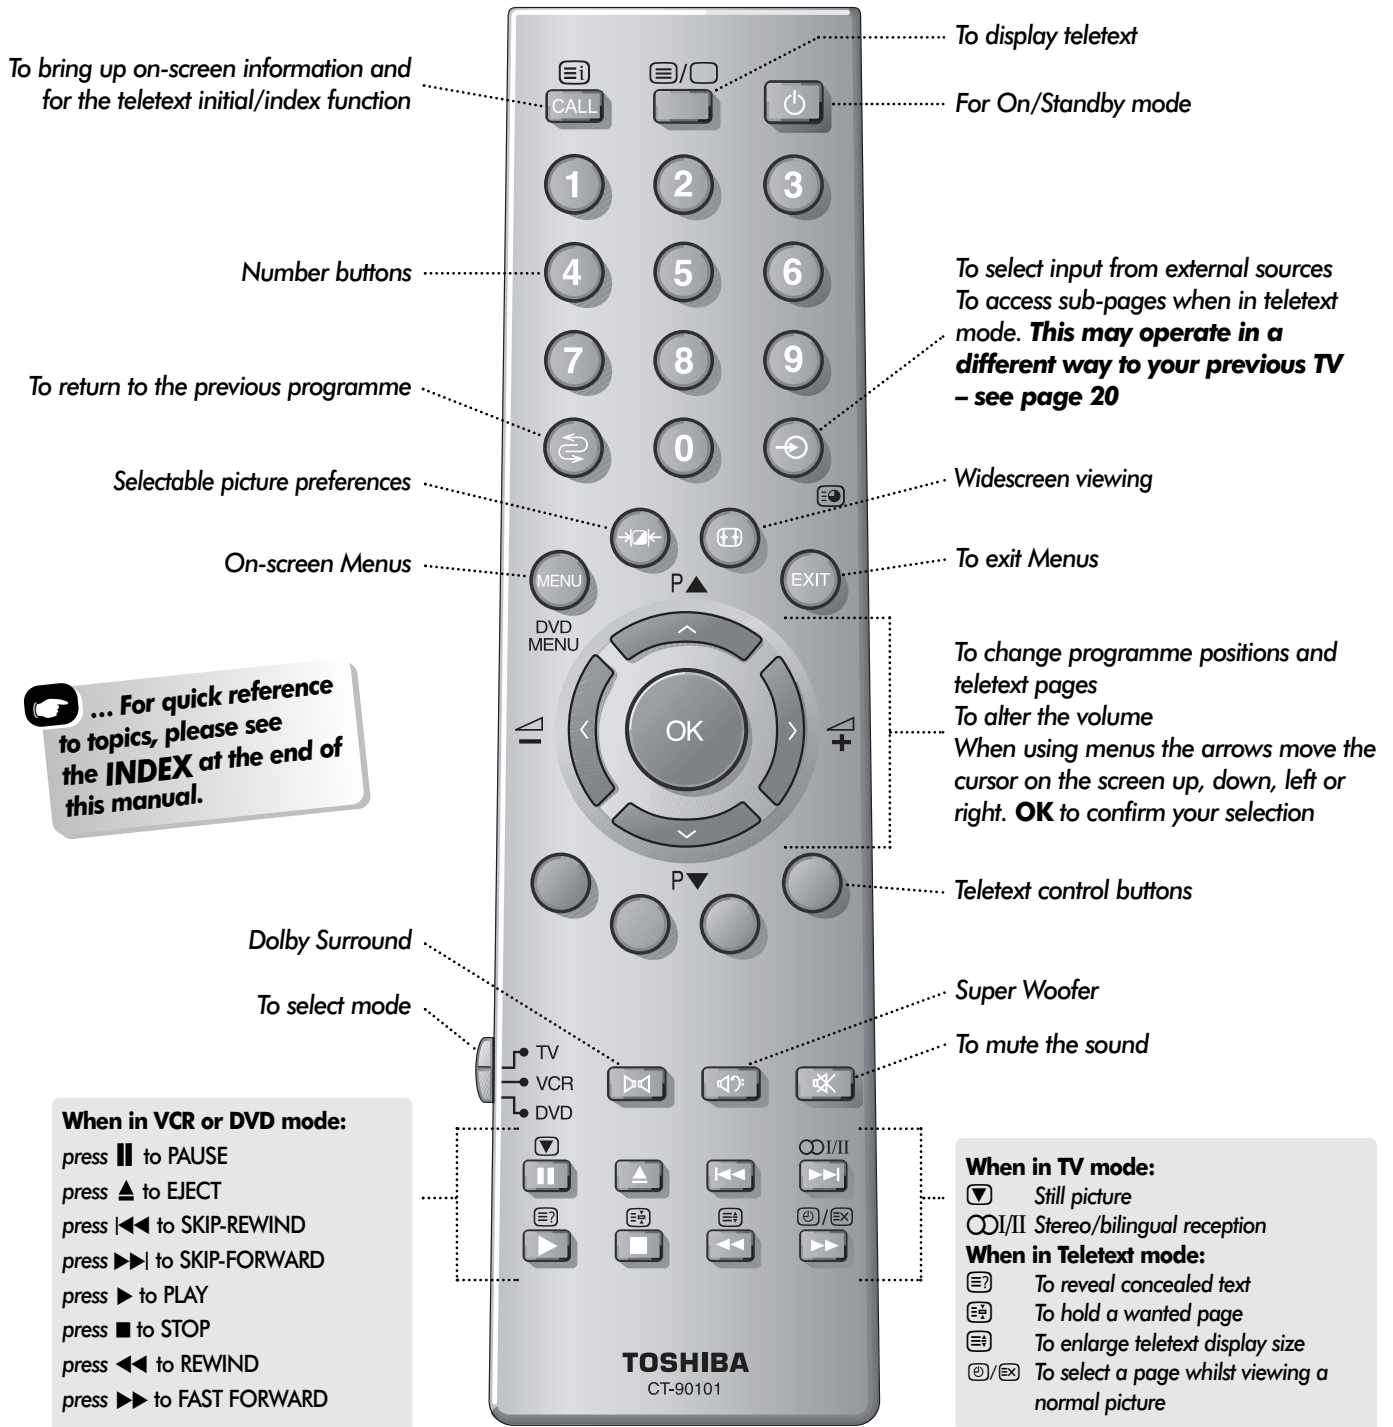 To bring up on-screen information and
for the teletext initial/index function
To display teletext
For On/Standby mode
CALL
1
2
3
Number buttons
4
5
6
To select input from external sources
To access sub-pages when in teletext
mode. This may operate in a
different way to your previous TV
– see page 20
7
8
9
To return to the previous programme
0
Selectable picture preferences
Widescreen viewing
On-screen Menus
MENU
P▲
EXIT
To exit Menus
DVD
MENU
... For quick reference
to topics, please see
the INDEX at the end of
this manual.
OK
To change programme positions and
teletext pages
To alter the volume
When using menus the arrows move the
cursor on the screen up, down, left or
right. OK to confirm your selection
P▼
Teletext control buttons
Dolby Surround
Super Woofer
To select mode
To mute the sound
TV
VCR
DVD
When in VCR or DVD mode:
press ⏸ to PAUSE
press ⏏ to EJECT
press |◀◀ to SKIP-REWIND
press ▶▶| to SKIP-FORWARD
press ▶ to PLAY
press ■ to STOP
press ◀◀ to REWIND
press ▶▶ to FAST FORWARD
I/II
TOSHIBA
CT-90101
When in TV mode:
Still picture
I/II Stereo/bilingual reception
When in Teletext mode:
To reveal concealed text
To hold a wanted page
To enlarge teletext display size
To select a page whilst viewing a
normal picture